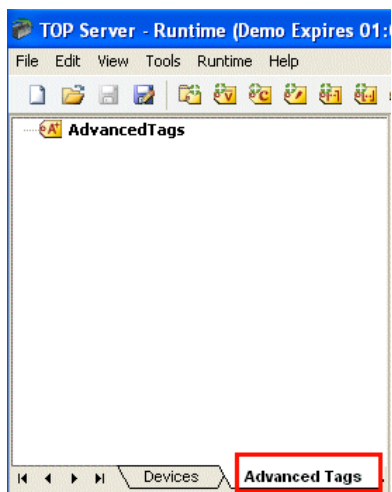 TOP Server - Runtime (Demo Expires 01:
File Edit View Tools Runtime Help
AdvancedTags
Devices Advanced Tags